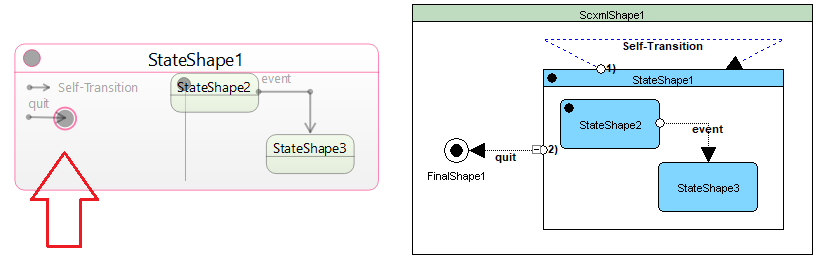 StateShape1
Self-Transition
quit
StateShape2
event
StateShape3
ScxmlShape1
Self-Transition
1)
StateShape1
StateShape2
event
2)
quit
FinalShape1
StateShape3